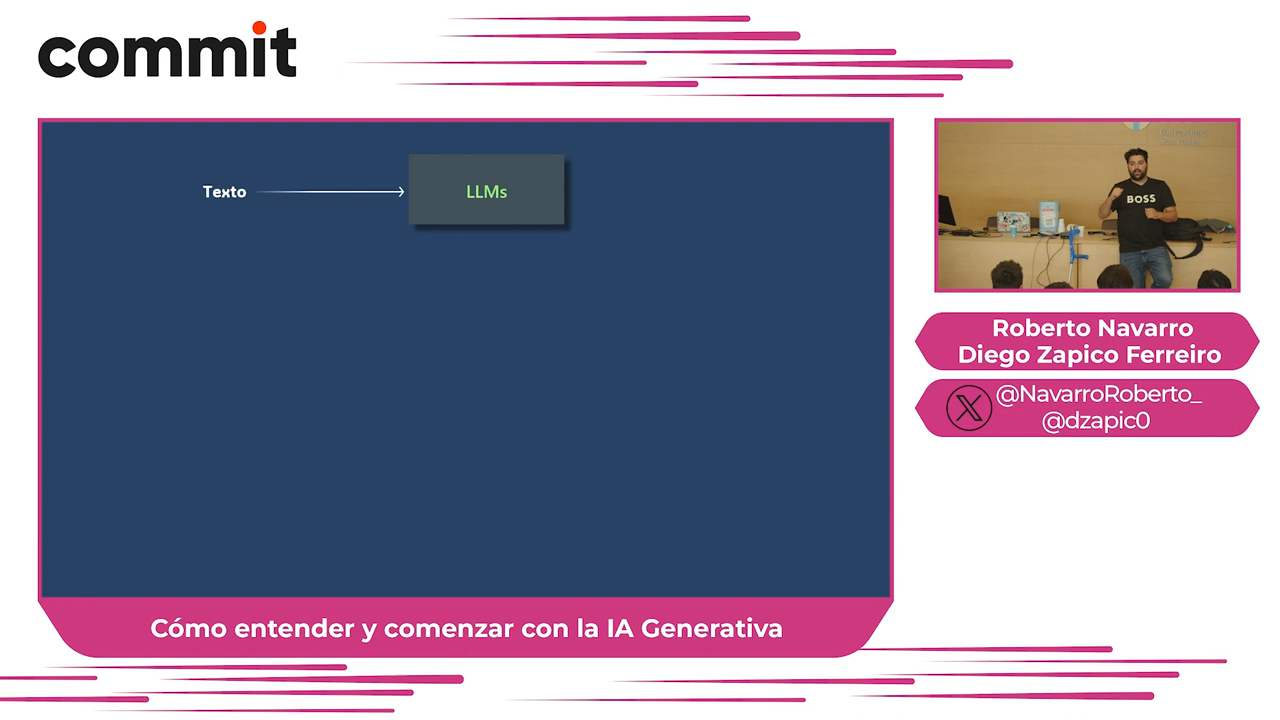 commit
Texto
LLMs
BOSS
Roberto Navarro
Diego Zapico Ferreiro
@NavarroRoberto_
@dzapic0
Cómo entender y comenzar con la IA Generativa